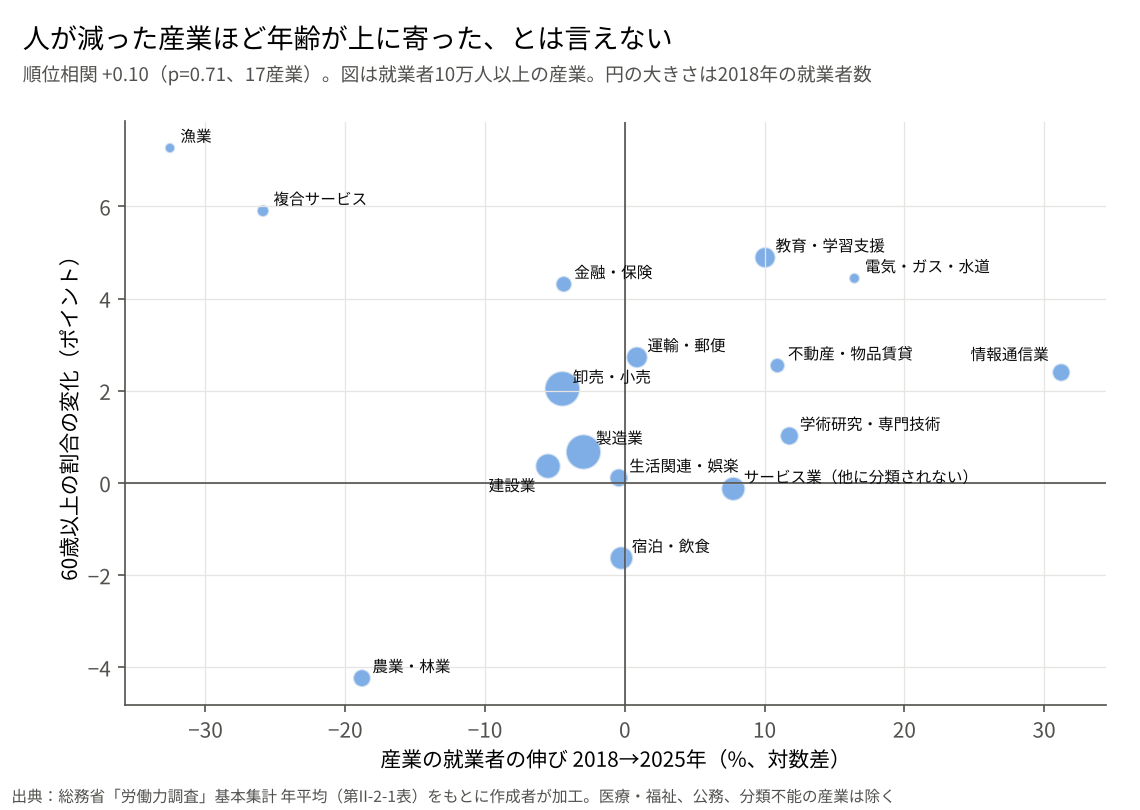 人が減った産業ほど年齢が上に寄った、とは言えない
順位相関 +0.10（p=0.71、17産業）。図は就業者10万人以上の産業。円の大きさは2018年の就業者数
漁業
複合サービス
6
教育・学習支援
電気・ガス・水道
金融・保険
4
運輸・郵便
不動産・物品賃貸
情報通信業
卸売・小売
2
学術研究・専門技術
製造業
生活関連・娯楽
サービス業（他に分類されない）
建設業
0
宿泊・飲食
−2
農業・林業
−4
60歳以上の割合の変化（ポイント）
−30
−20
−10
0
10
20
30
産業の就業者の伸び 2018→2025年（%、対数差）
出典：総務省「労働力調査」基本集計 年平均（第II-2-1表）をもとに作成者が加工。医療・福祉、公務、分類不能の産業は除く